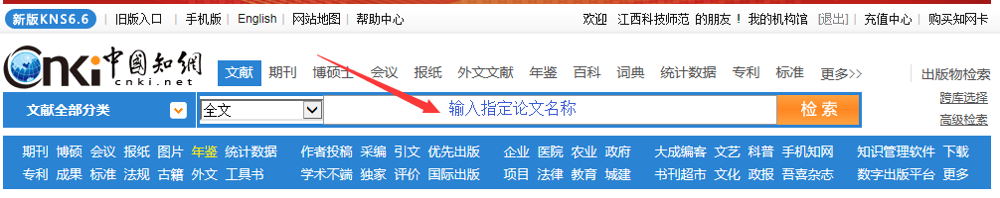 新版KNS6.6 旧版入口 | 手机版 | English | 网站地图 | 帮助中心 欢迎 江西科技师范 的朋友 ! 我的机构馆 [退出] | 充值中心 | 购买知网卡
中國知網 cnki.net 文献 期刊 博硕士 会议 报纸 外文文献 年鉴 百科 词典 统计数据 专利 标准 更多>> 出版物检索
跨库选择
文献全部分类 全文 输入指定论文名称 检 索
高级检索
期刊 博硕 会议 报纸 图片 年鉴 统计数据 作者投稿 采编 引文 优先出版 企业 医院 农业 政府 大成编客 文艺 科普 手机知网 知识管理软件 下载
专利 成果 标准 法规 古籍 外文 工具书 学术不端 独家 评价 国际出版 项目 法律 教育 城建 书刊超市 文化 政报 吾喜杂志 数字出版平台 更多